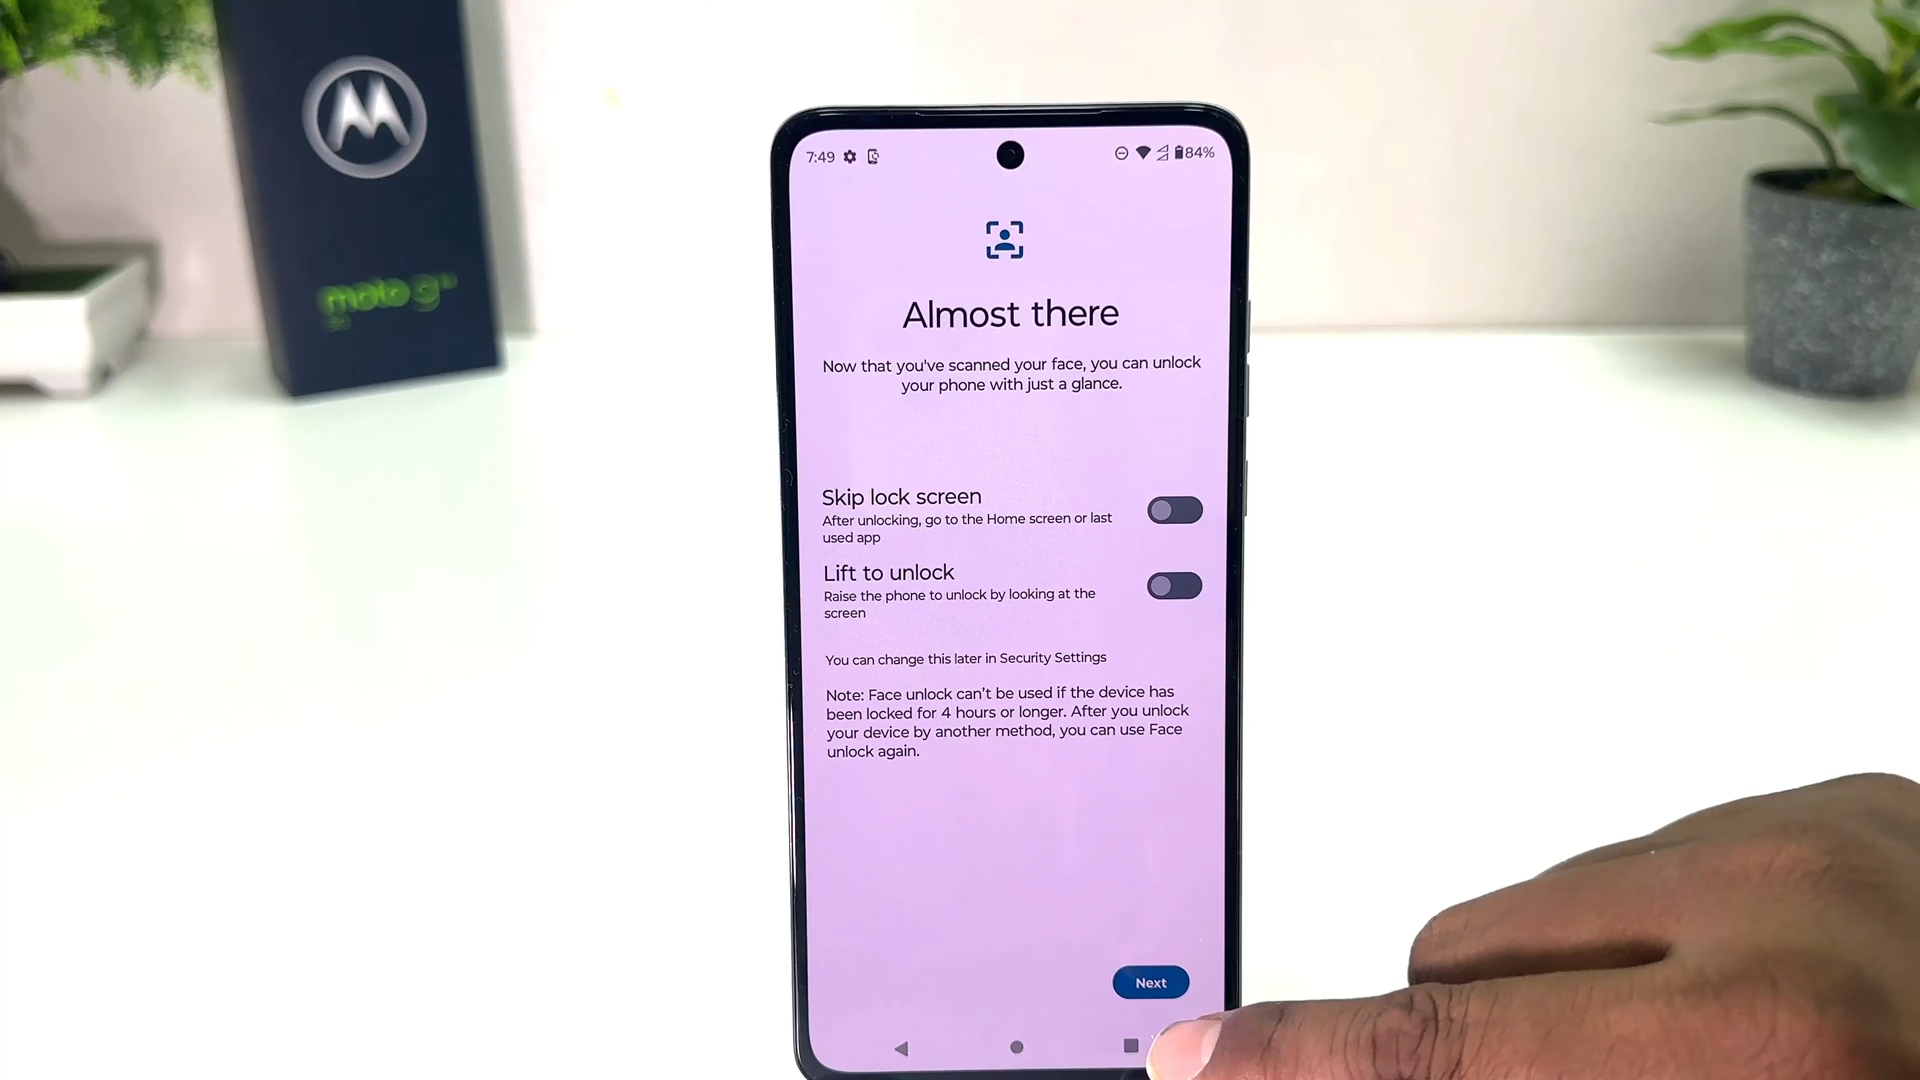 moto g
7:49
84%
Almost there
Now that you've scanned your face, you can unlock
your phone with just a glance.
Skip lock screen
After unlocking, go to the Home screen or last
used app
Lift to unlock
Raise the phone to unlock by looking at the
screen
You can change this later in Security Settings
Note: Face unlock can't be used if the device has
been locked for 4 hours or longer. After you unlock
your device by another method, you can use Face
unlock again.
Next